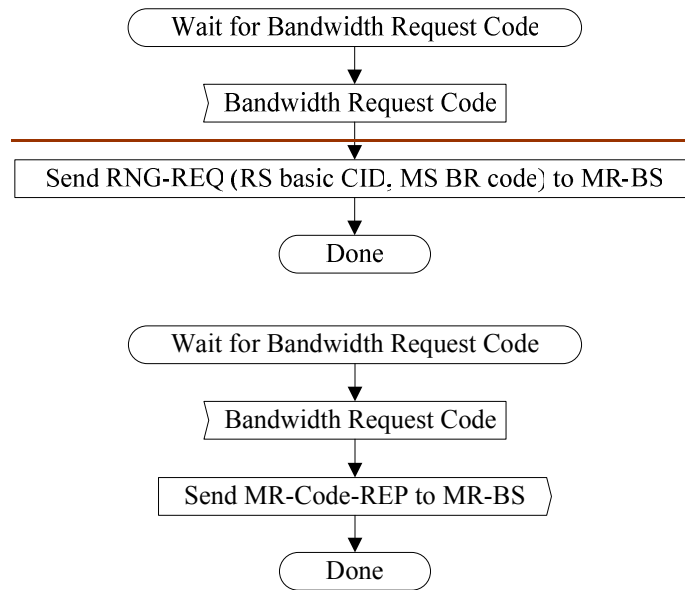 Wait for Bandwidth Request Code
Bandwidth Request Code
Send RNG-REQ (RS basic CID, MS BR code) to MR-BS
Done
Wait for Bandwidth Request Code
Bandwidth Request Code
Send MR-Code-REP to MR-BS
Done